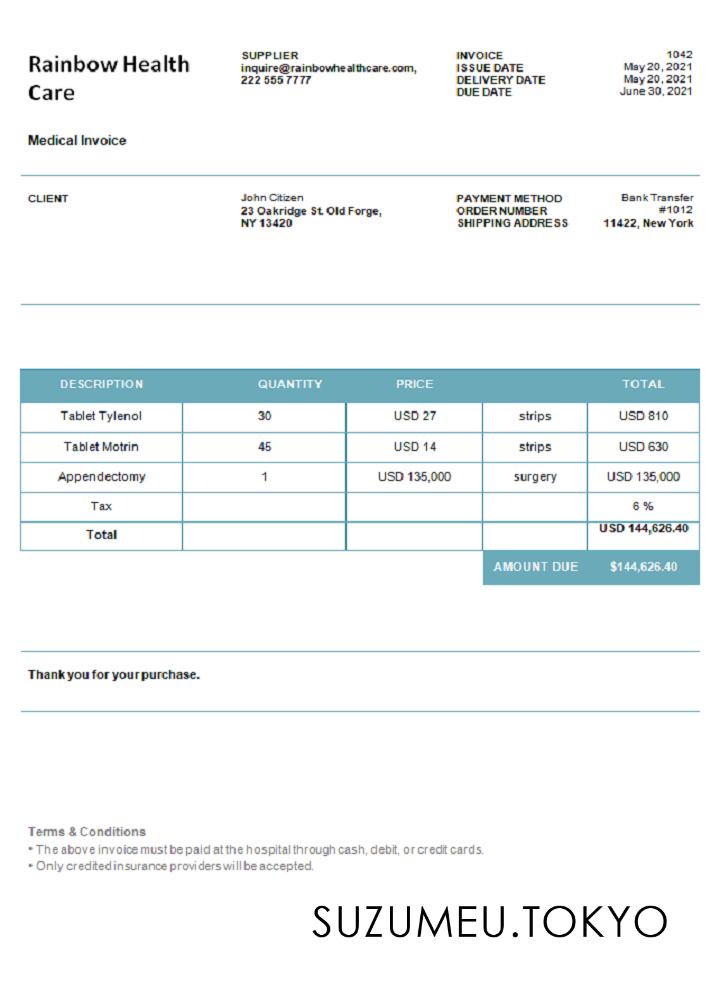 Rainbow Health
Care
SUPPLIER
inquire@rainbowhealthcare.com,
222 555 7777
INVOICE 1042
ISSUE DATE May 20, 2021
DELIVERY DATE May 20, 2021
DUE DATE June 30, 2021
Medical Invoice
CLIENT
John Citizen
23 Oakridge St. Old Forge,
NY 13420
PAYMENT METHOD Bank Transfer
ORDER NUMBER #1012
SHIPPING ADDRESS 11422, New York
DESCRIPTION QUANTITY PRICE TOTAL
Tablet Tylenol 30 USD 27 strips USD 810
Tablet Motrin 45 USD 14 strips USD 630
Appendectomy 1 USD 135,000 surgery USD 135,000
Tax 6 %
Total USD 144,626.40
AMOUNT DUE $144,626.40
Thank you for your purchase.
Terms & Conditions
• The above invoice must be paid at the hospital through cash, debit, or credit cards.
• Only credited insurance providers will be accepted.
SUZUMEU.TOKYO